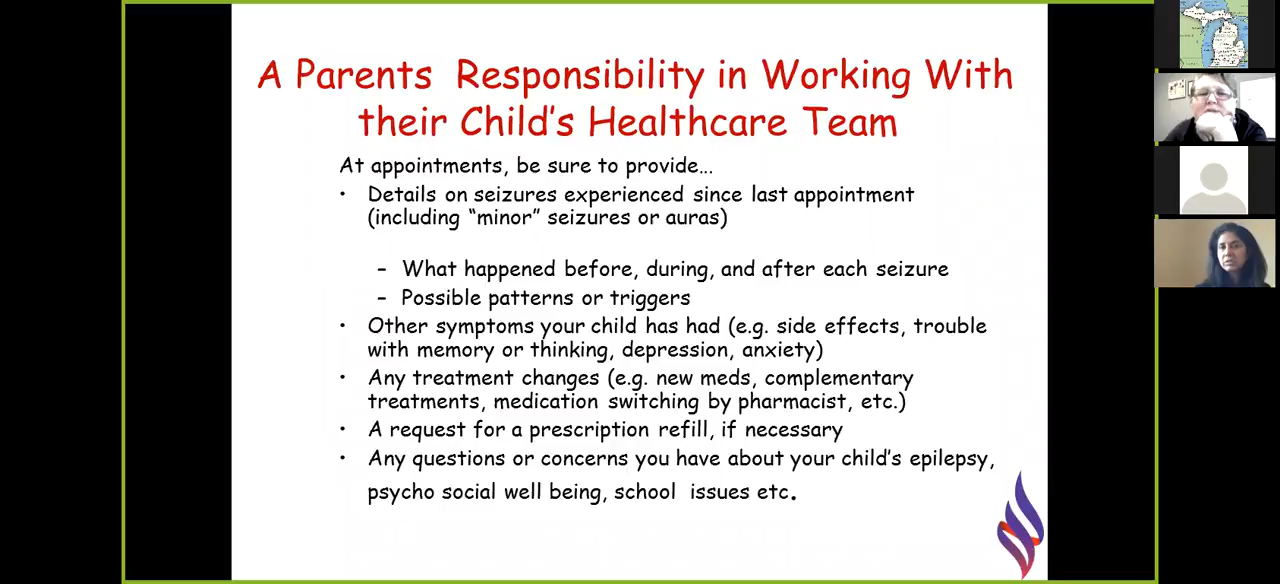 A Parents Responsibility in Working With
their Child's Healthcare Team
At appointments, be sure to provide…
• Details on seizures experienced since last appointment
(including “minor” seizures or auras)
– What happened before, during, and after each seizure
– Possible patterns or triggers
• Other symptoms your child has had (e.g. side effects, trouble
with memory or thinking, depression, anxiety)
• Any treatment changes (e.g. new meds, complementary
treatments, medication switching by pharmacist, etc.)
• A request for a prescription refill, if necessary
• Any questions or concerns you have about your child's epilepsy,
psycho social well being, school issues etc.